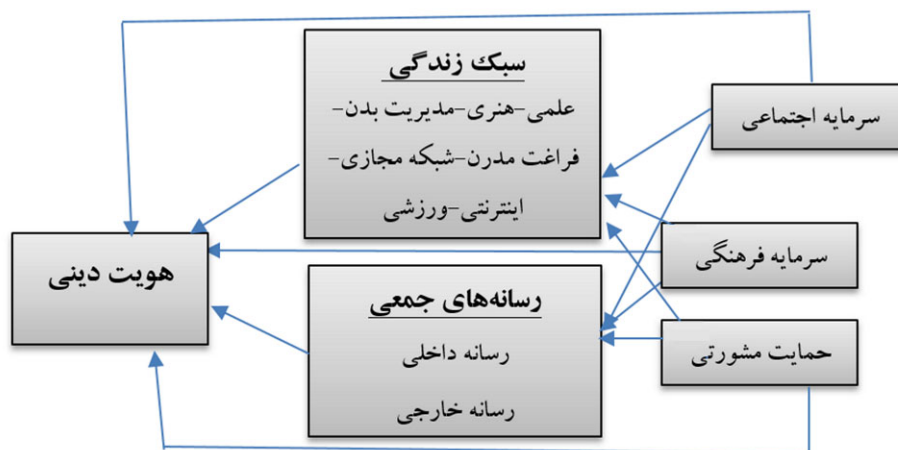 سرمایه اجتماعی
سرمایه فرهنگی
حمایت مشورتی
سبک زندگی
علمی-هنری-مدیریت بدن-
فراغت مدرن-شبکه مجازی-
اینترنتی-ورزشی
رسانه‌های جمعی
رسانه داخلی
رسانه خارجی
هویت دینی